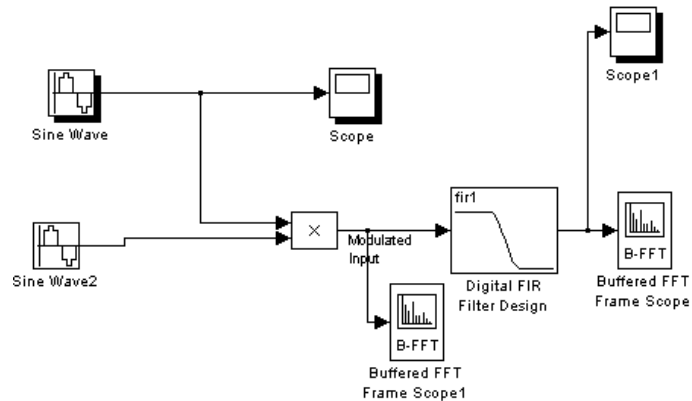 Scope1
Sine Wave
Scope
fir1
×
Modulated
Input
B-FFT
Sine Wave2
Digital FIR
Filter Design
Buffered FFT
Frame Scope
B-FFT
Buffered FFT
Frame Scope1